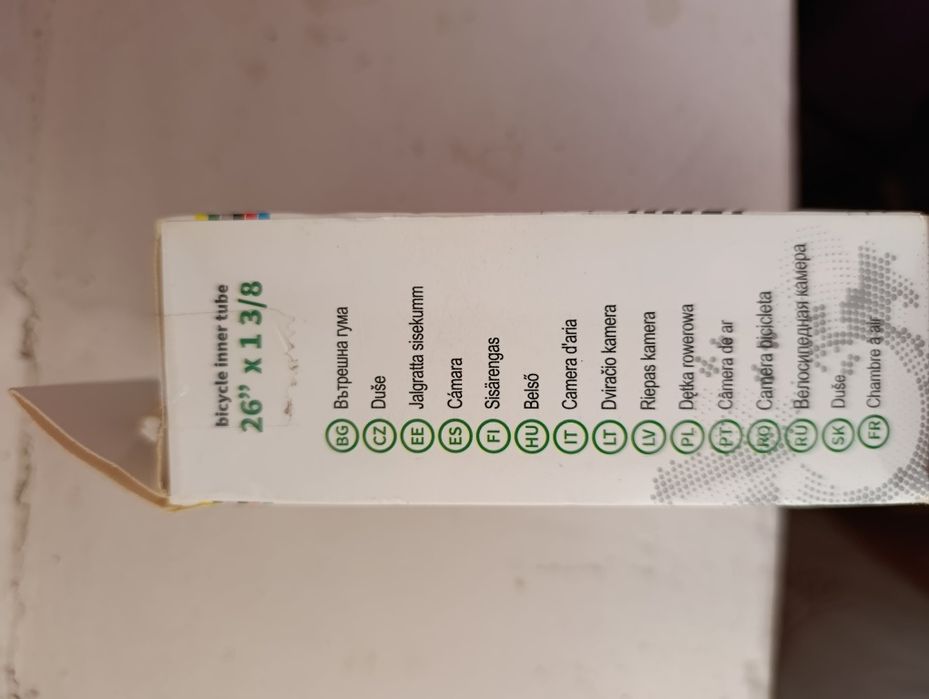 bicycle inner tube
26” x 1 3/8
BG Вътрешна гума
CZ Duše
EE Jalgratta sisekumm
ES Cámara
FI Sisärengas
HU Belső
IT Camera d'aria
LT Dviračio kamera
LV Riepas kamera
PL Dętka rowerowa
PT Câmera de ar
RO Camera bicicleta
RU Велосипедная камера
SK Duše
FR Chambre à air